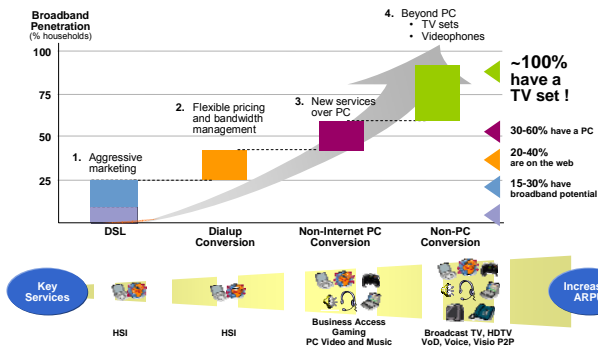 Broadband
Penetration
(% households)
100
75
50
25
4. Beyond PC
• TV sets
• Videophones
3. New services
over PC
2. Flexible pricing
and bandwidth
management
1. Aggressive
marketing
~100%
have a
TV set !
30-60% have a PC
20-40%
are on the web
15-30% have
broadband potential
DSL
Dialup
Conversion
Non-Internet PC
Conversion
Non-PC
Conversion
Key
Services
HSI
HSI
Business Access
Gaming
PC Video and Music
Broadcast TV, HDTV
VoD, Voice, Visio P2P
ARPU